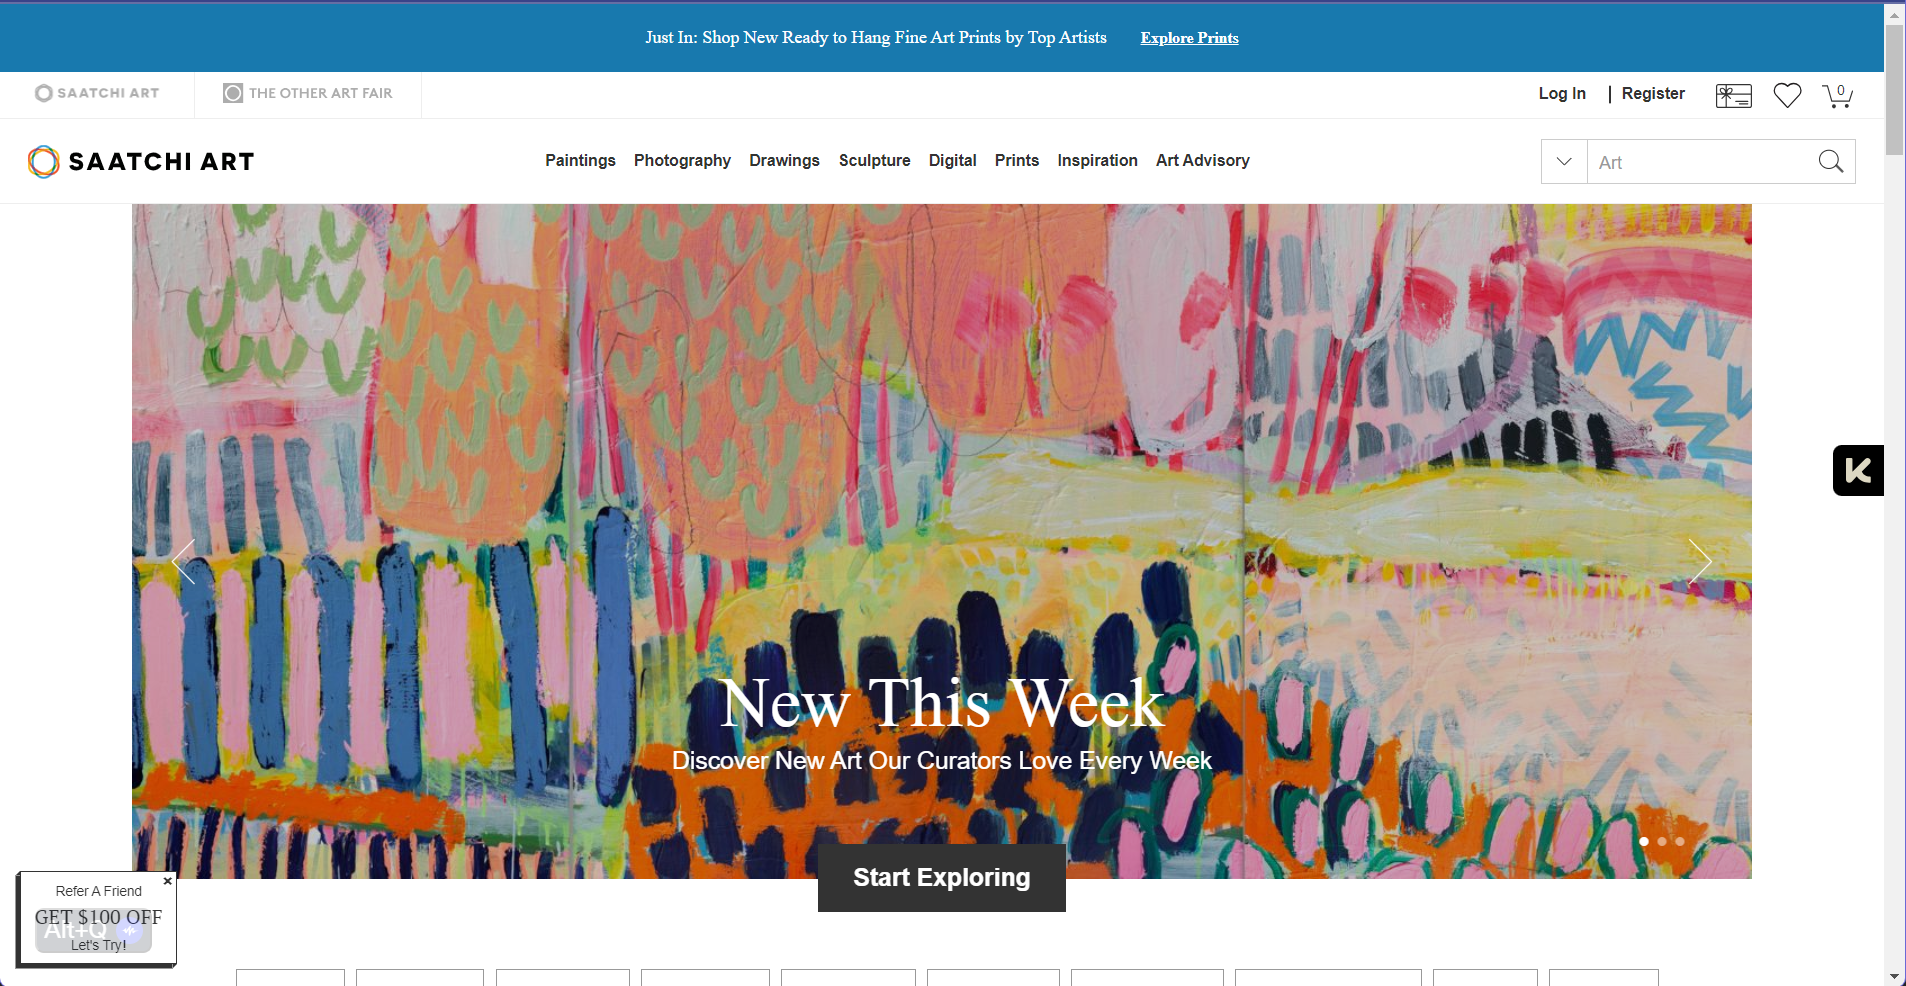 Just In: Shop New Ready to Hang Fine Art Prints by Top Artists Explore Prints
SAATCHI ART THE OTHER ART FAIR Log In | Register 0
SAATCHI ART Paintings Photography Drawings Sculpture Digital Prints Inspiration Art Advisory Art
K
New This Week
Discover New Art Our Curators Love Every Week
Start Exploring
Refer A Friend
GET $100 OFF
Alt+Q
Let's Try!